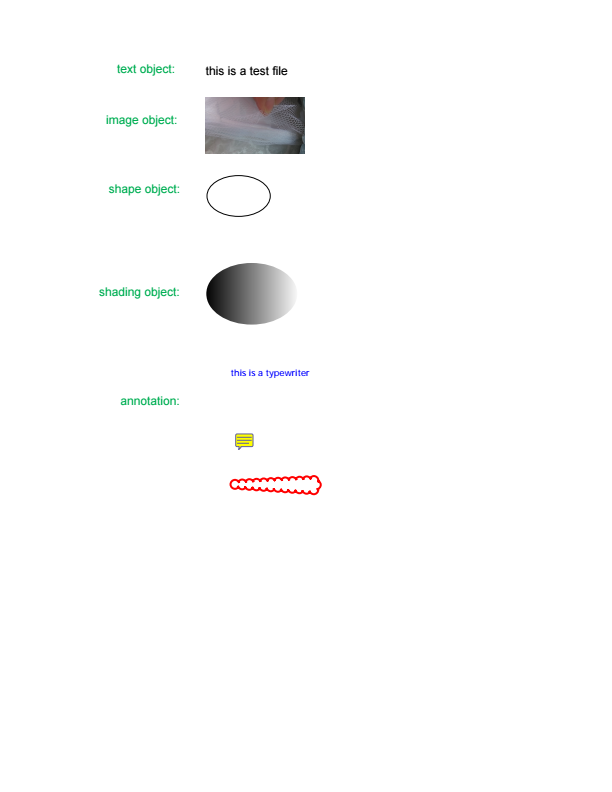 text object: this is a test file
image object:
shape object:
shading object:
this is a typewriter
annotation: